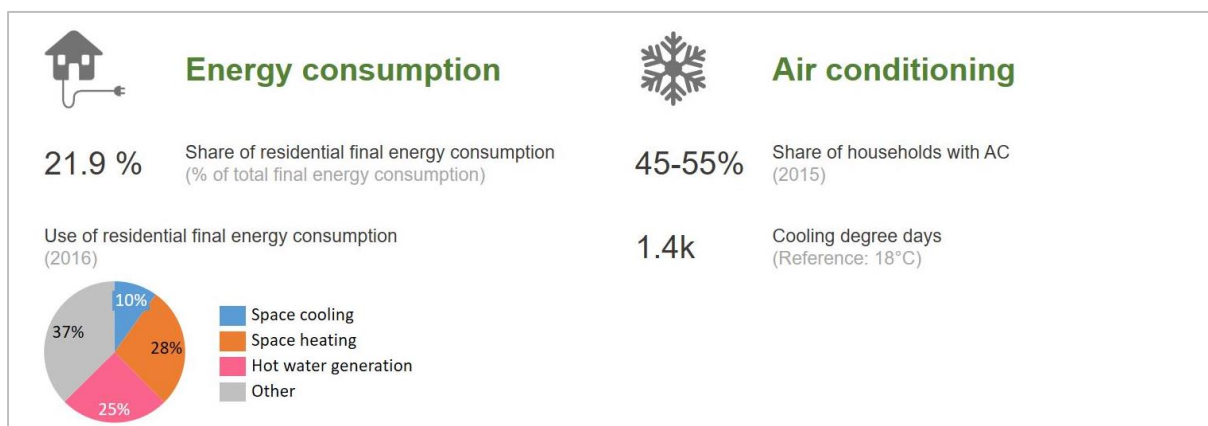 Energy consumption
21.9 %
Share of residential final energy consumption
(% of total final energy consumption)
Use of residential final energy consumption
(2016)
10%
28%
25%
37%
Space cooling
Space heating
Hot water generation
Other
Air conditioning
45-55%
Share of households with AC
(2015)
1.4k
Cooling degree days
(Reference: 18°C)